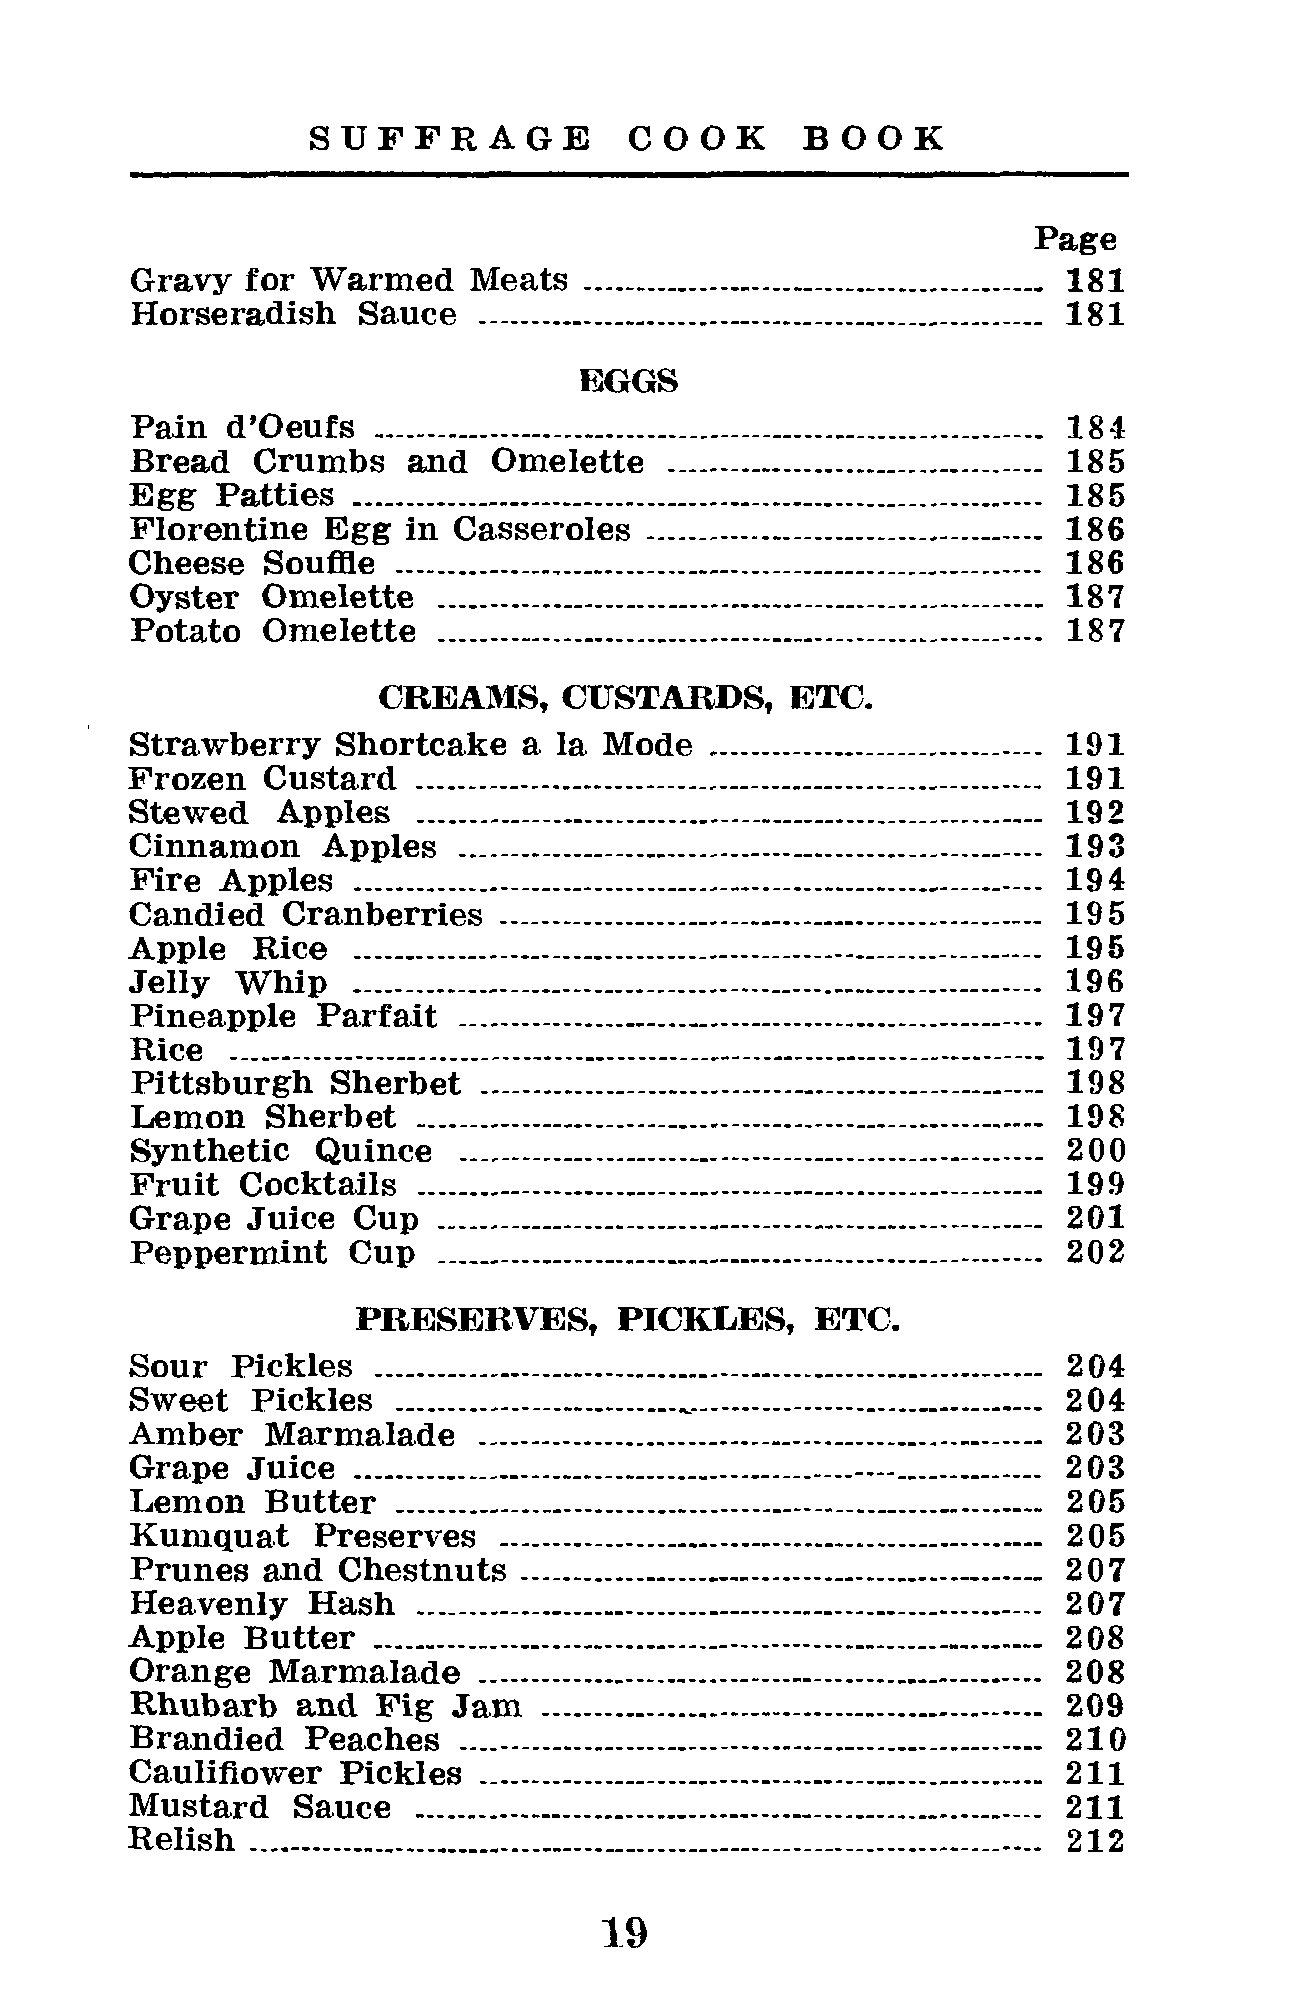 SUFFRAGE COOK BOOK
Page
Gravy for Warmed Meats 181
Horseradish Sauce 181
EGGS
Pain d'Oeufs 184
Bread Crumbs and Omelette 185
Egg Patties 185
Florentine Egg in Casseroles 186
Cheese Souffle 186
Oyster Omelette 187
Potato Omelette 187
CREAMS, CUSTARDS, ETC.
Strawberry Shortcake a la Mode 191
Frozen Custard 191
Stewed Apples 192
Cinnamon Apples 193
Fire Apples 194
Candied Cranberries 195
Apple Rice 195
Jelly Whip 196
Pineapple Parfait 197
Rice 197
Pittsburgh Sherbet 198
Lemon Sherbet 198
Synthetic Quince 200
Fruit Cocktails 199
Grape Juice Cup 201
Peppermint Cup 202
PRESERVES, PICKLES, ETC.
Sour Pickles 204
Sweet Pickles 204
Amber Marmalade 203
Grape Juice 203
Lemon Butter 205
Kumquat Preserves 205
Prunes and Chestnuts 207
Heavenly Hash 207
Apple Butter 208
Orange Marmalade 208
Rhubarb and Fig Jam 209
Brandied Peaches 210
Cauliflower Pickles 211
Mustard Sauce 211
Relish 212
19